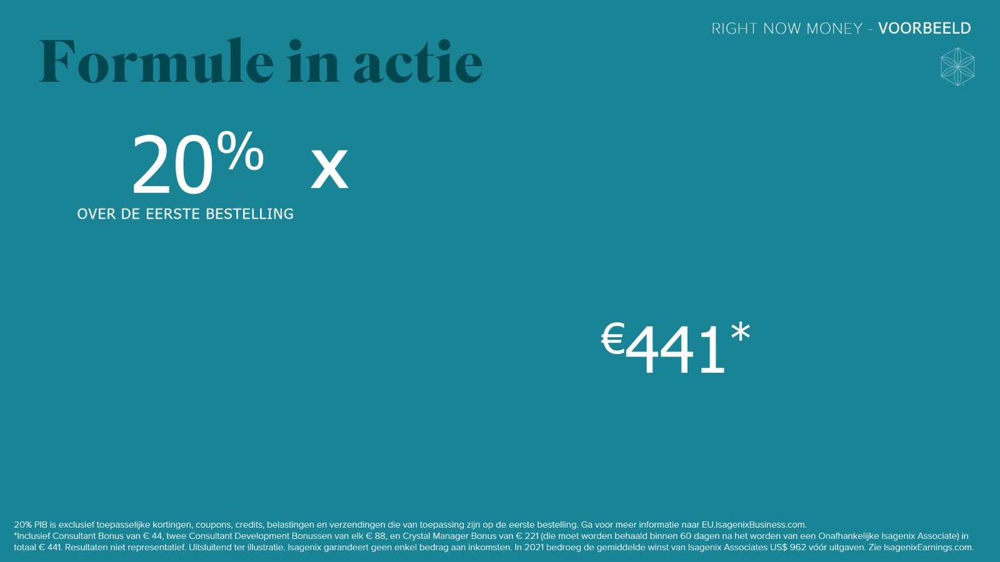 RIGHT NOW MONEY - VOORBEELD
Formule in actie
20% x
OVER DE EERSTE BESTELLING
€441*
20% PIB is exclusief toepasselijke kortingen, coupons, credits, belastingen en verzendingen die van toepassing zijn op de eerste bestelling. Ga voor meer informatie naar EU.IsagenixBusiness.com.
*Inclusief Consultant Bonus van € 44, twee Consultant Development Bonussen van elk € 88, en Crystal Manager Bonus van € 221 (die moet worden behaald binnen 60 dagen na het worden van een Onafhankelijke Isagenix Associate) in
totaal € 441. Resultaten niet representatief. Uitsluitend ter illustratie. Isagenix garandeert geen enkel bedrag aan inkomsten. In 2021 bedroeg de gemiddelde winst van Isagenix Associates US$ 962 vóór uitgaven. Zie IsagenixEarnings.com.